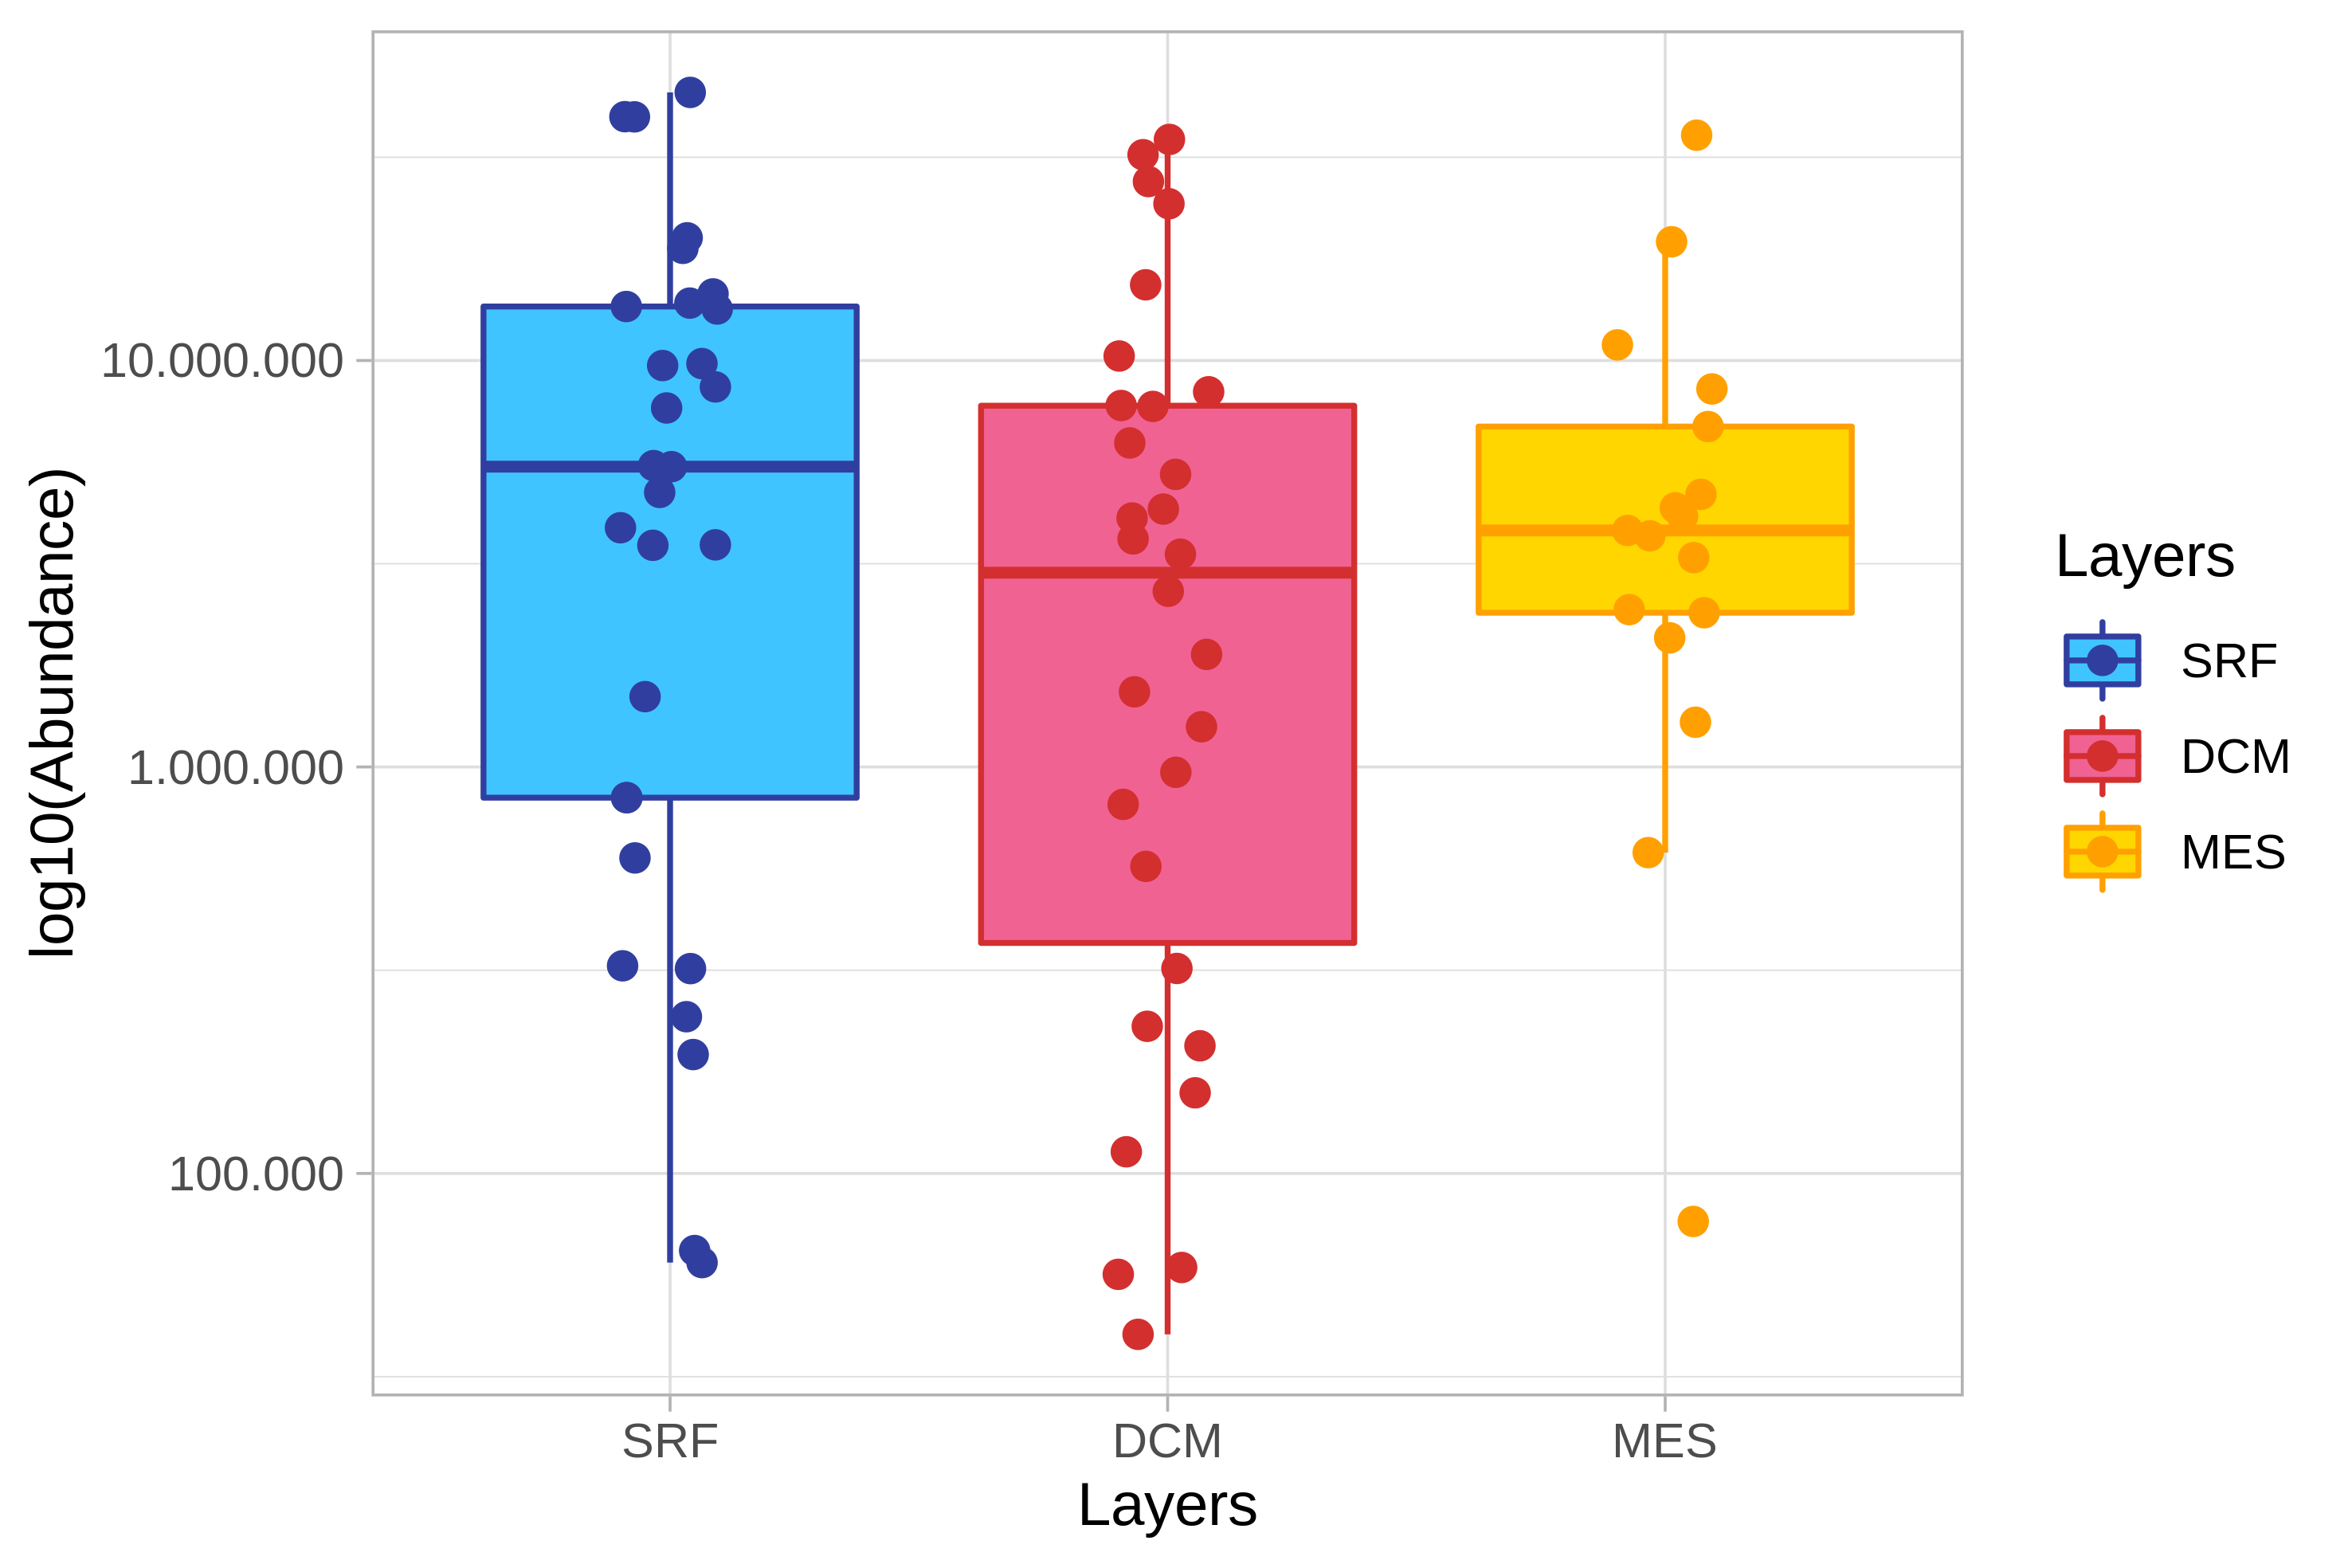 log10(Abundance)
10.000.000
1.000.000
100.000
SRF
DCM
MES
Layers
Layers
SRF
DCM
MES